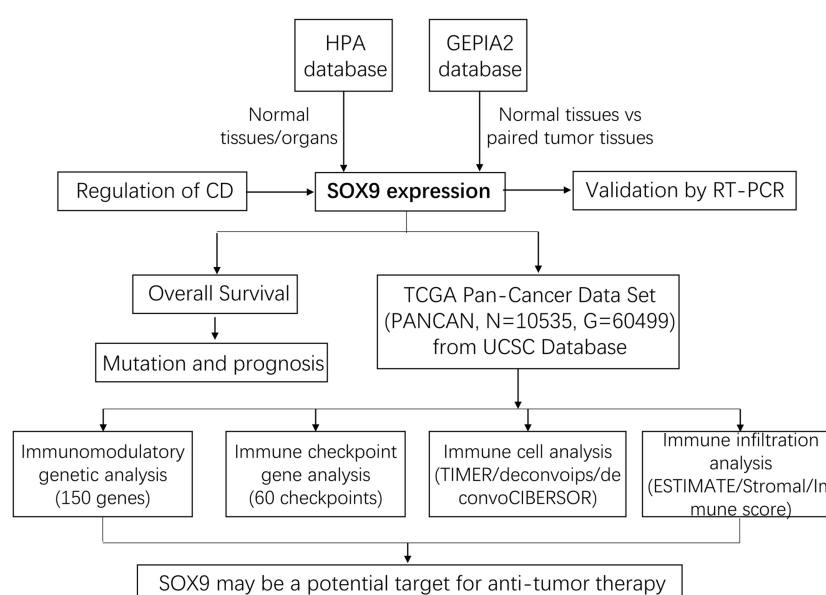 HPA
database
GEPIA2
database
Normal
tissues/organs
Normal tissues vs
paired tumor tissues
Regulation of CD
SOX9 expression
Validation by RT-PCR
Overall Survival
TCGA Pan-Cancer Data Set
(PANCAN, N=10535, G=60499)
from UCSC Database
Mutation and prognosis
Immunomodulatory
genetic analysis
(150 genes)
Immune checkpoint
gene analysis
(60 checkpoints)
Immune cell analysis
(TIMER/deconvoips/de
convoCIBERSOR)
Immune infiltration
analysis
(ESTIMATE/Stromal/Im
mune score)
SOX9 may be a potential target for anti-tumor therapy